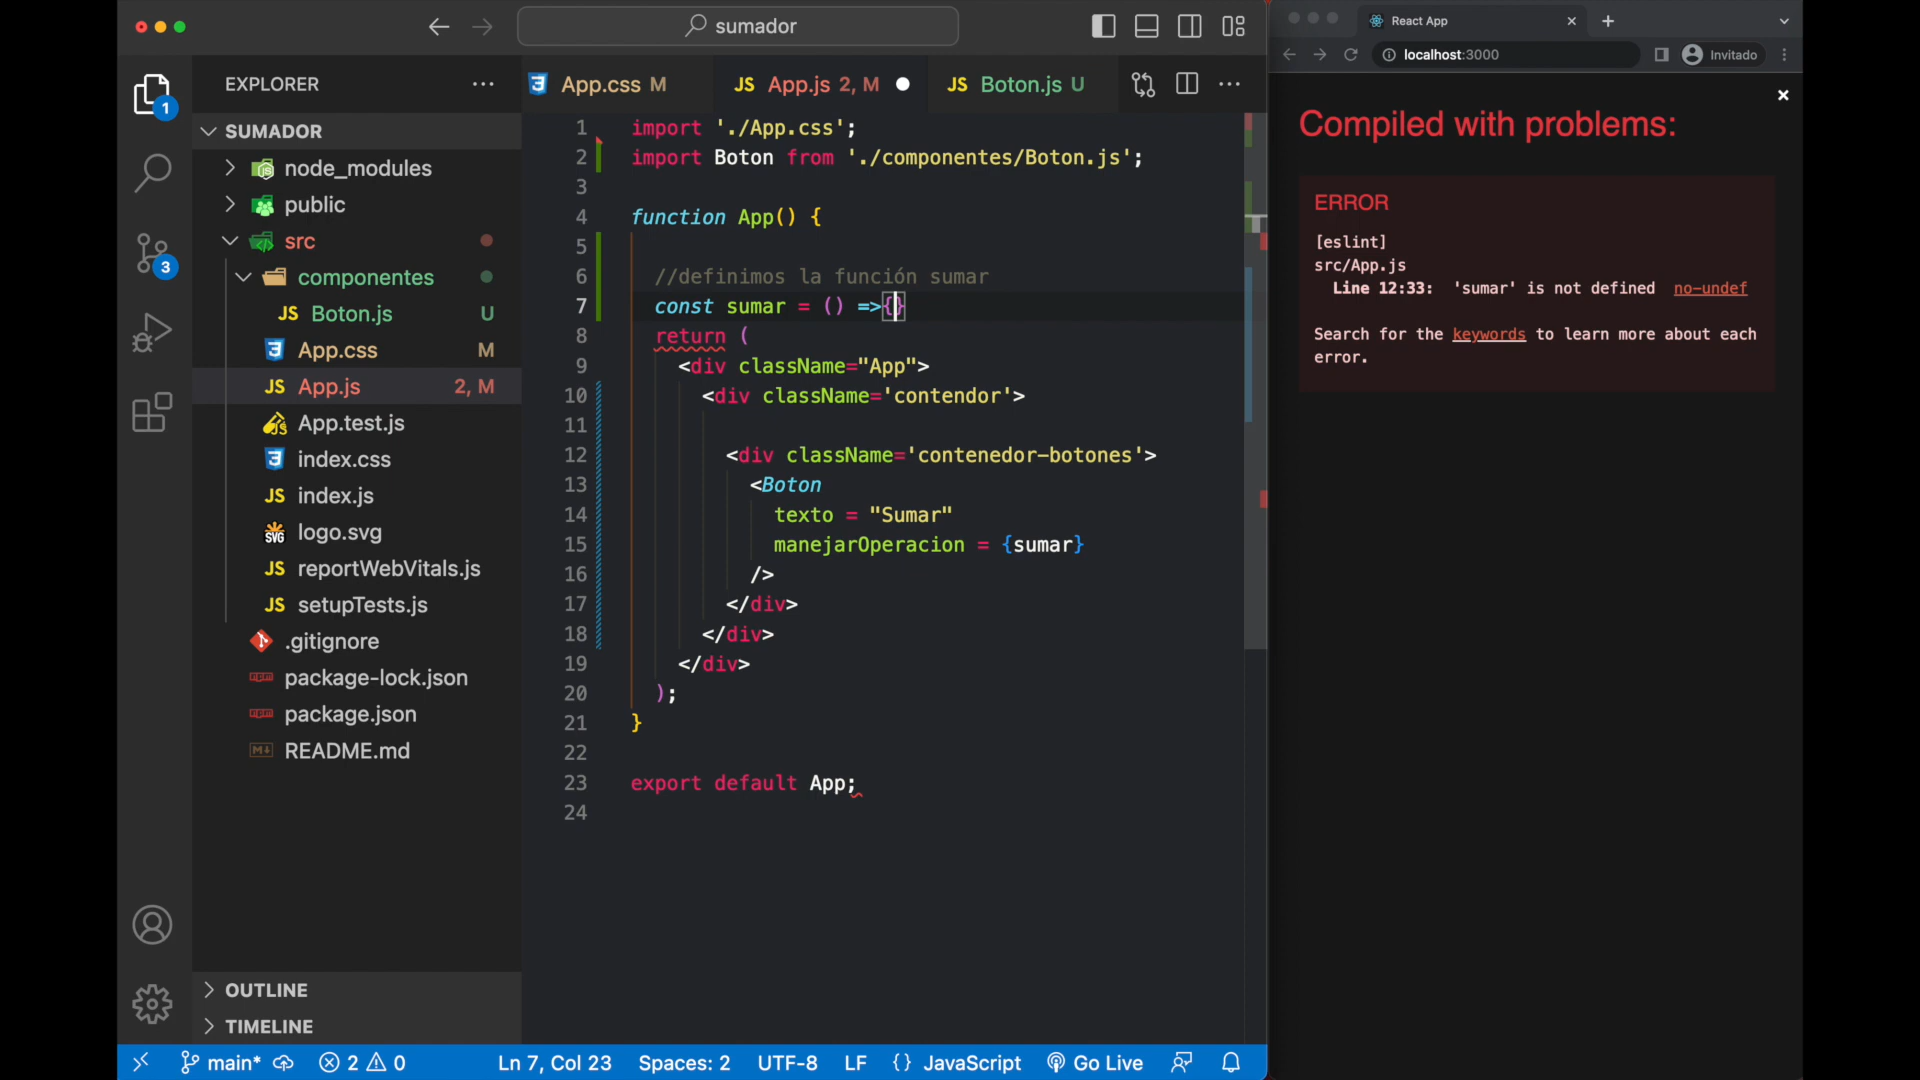 sumador
EXPLORER
1
3
SUMADOR
node_modules
public
src
componentes
JS Boton.js U
App.css M
JS App.js 2, M
App.test.js
index.css
JS index.js
SVG logo.svg
JS reportWebVitals.js
JS setupTests.js
.gitignore
package-lock.json
package.json
README.md
OUTLINE
TIMELINE
App.css M
JS App.js 2, M
JS Boton.js U
1 import './App.css';
2 import Boton from './componentes/Boton.js';
3
4 function App() {
5
6 //definimos la función sumar
7 const sumar = () =>{}
8 return (
9 <div className="App">
10 <div className='contendor'>
11
12 <div className='contenedor-botones'>
13 <Boton
14 texto = "Sumar"
15 manejarOperacion = {sumar}
16 />
17 </div>
18 </div>
19 </div>
20 );
21 }
22
23 export default App;
24
main* 2 0 Ln 7, Col 23 Spaces: 2 UTF-8 LF {} JavaScript Go Live
React App
localhost:3000 Invitado
Compiled with problems:
ERROR
[eslint]
src/App.js
Line 12:33: 'sumar' is not defined no-undef
Search for the keywords to learn more about each
error.